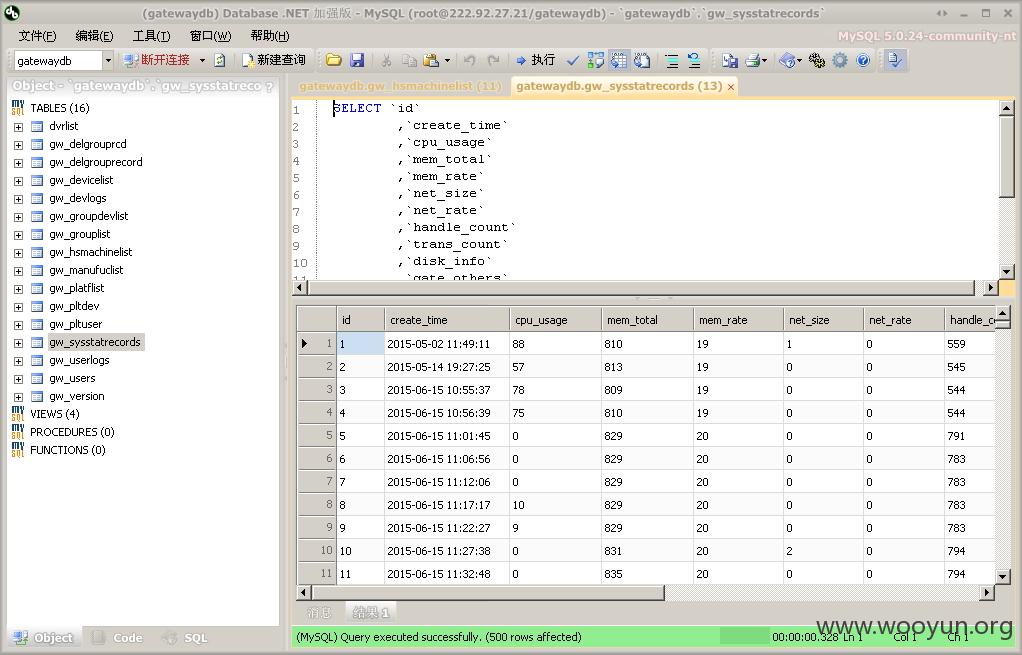 (gatewaydb) Database .NET 加强版 - MySQL (root@222.92.27.21/gatewaydb) - `gatewaydb`.`gw_sysstatrecords`
文件(F) 编辑(E) 工具(T) 窗口(W) 帮助(H)
MySQL 5.0.24-community-nt
gatewaydb 断开连接 新建查询 执行
Object - `gatewaydb`.`gw_sysstatreco ?
gatewaydb.gw_hsmachinelist (11) gatewaydb.gw_sysstatrecords (13) ×
TABLES (16)
dvrlist
gw_delgrouprcd
gw_delgrouprecord
gw_devicelist
gw_devlogs
gw_groupdevlist
gw_grouplist
gw_hsmachinelist
gw_manufuclist
gw_platflist
gw_pltdev
gw_pltuser
gw_sysstatrecords
gw_userlogs
gw_users
gw_version
VIEWS (4)
PROCEDURES (0)
FUNCTIONS (0)
1 SELECT `id`
2 ,`create_time`
3 ,`cpu_usage`
4 ,`mem_total`
5 ,`mem_rate`
6 ,`net_size`
7 ,`net_rate`
8 ,`handle_count`
9 ,`trans_count`
10 ,`disk_info`
11 ,`gate_others`
id create_time cpu_usage mem_total mem_rate net_size net_rate handle_c
1 1 2015-05-02 11:49:11 88 810 19 1 0 559
2 2 2015-05-14 19:27:25 57 813 19 0 0 545
3 3 2015-06-15 10:55:37 78 809 19 0 0 544
4 4 2015-06-15 10:56:39 75 810 19 0 0 544
5 5 2015-06-15 11:01:45 0 829 20 0 0 791
6 6 2015-06-15 11:06:56 0 829 20 0 0 783
7 7 2015-06-15 11:12:06 0 829 20 0 0 783
8 8 2015-06-15 11:17:17 10 829 20 0 0 783
9 9 2015-06-15 11:22:27 9 829 20 0 0 783
10 10 2015-06-15 11:27:38 0 831 20 2 0 794
11 11 2015-06-15 11:32:48 0 835 20 0 0 794
消息 结果 1
Object Code SQL
(MySQL) Query executed successfully. (500 rows affected) 00:00:00.328 Ln 1 Col 1 Ch 1
www.wooyun.org